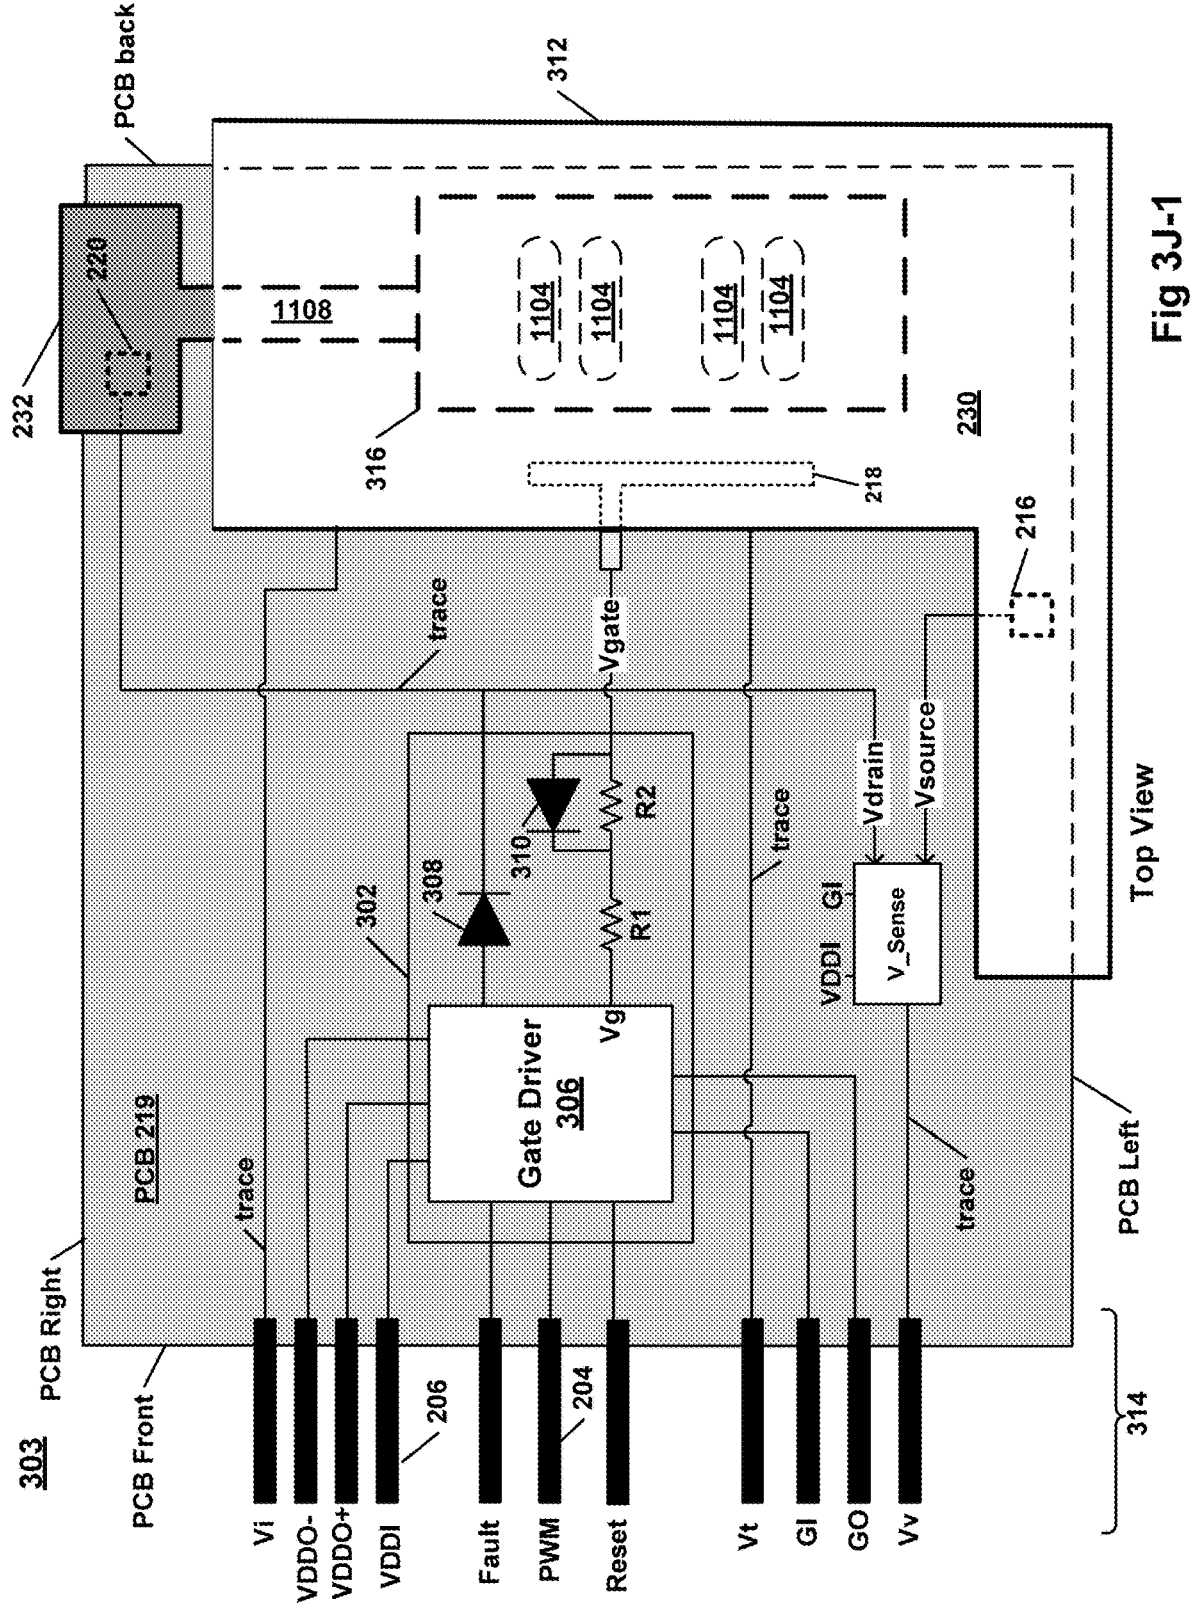 303
PCB Front
PCB Right
PCB 219
trace
232
220
PCB back
312
1108
316
1104
1104
1104
1104
230
218
216
trace
Vgate
302
308
310
R1
R2
Gate Driver
306
Vg
trace
Vdrain
Vsource
VDDI
GI
V_Sense
trace
PCB Left
Vi
VDDO-
VDDO+
VDDI
206
Fault
PWM
204
Reset
Vt
GI
GO
Vv
314
Top View
Fig 3J-1